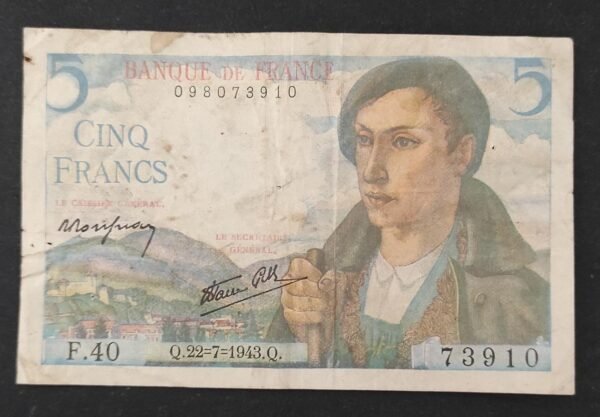 5 BANQUE DE FRANCE 5
098073910
CINQ
FRANCS
LE CAISSIER GÉNÉRAL,
LE SECRÉTAIRE
GÉNÉRAL,
F.40 Q.22=7=1943.Q. 73910